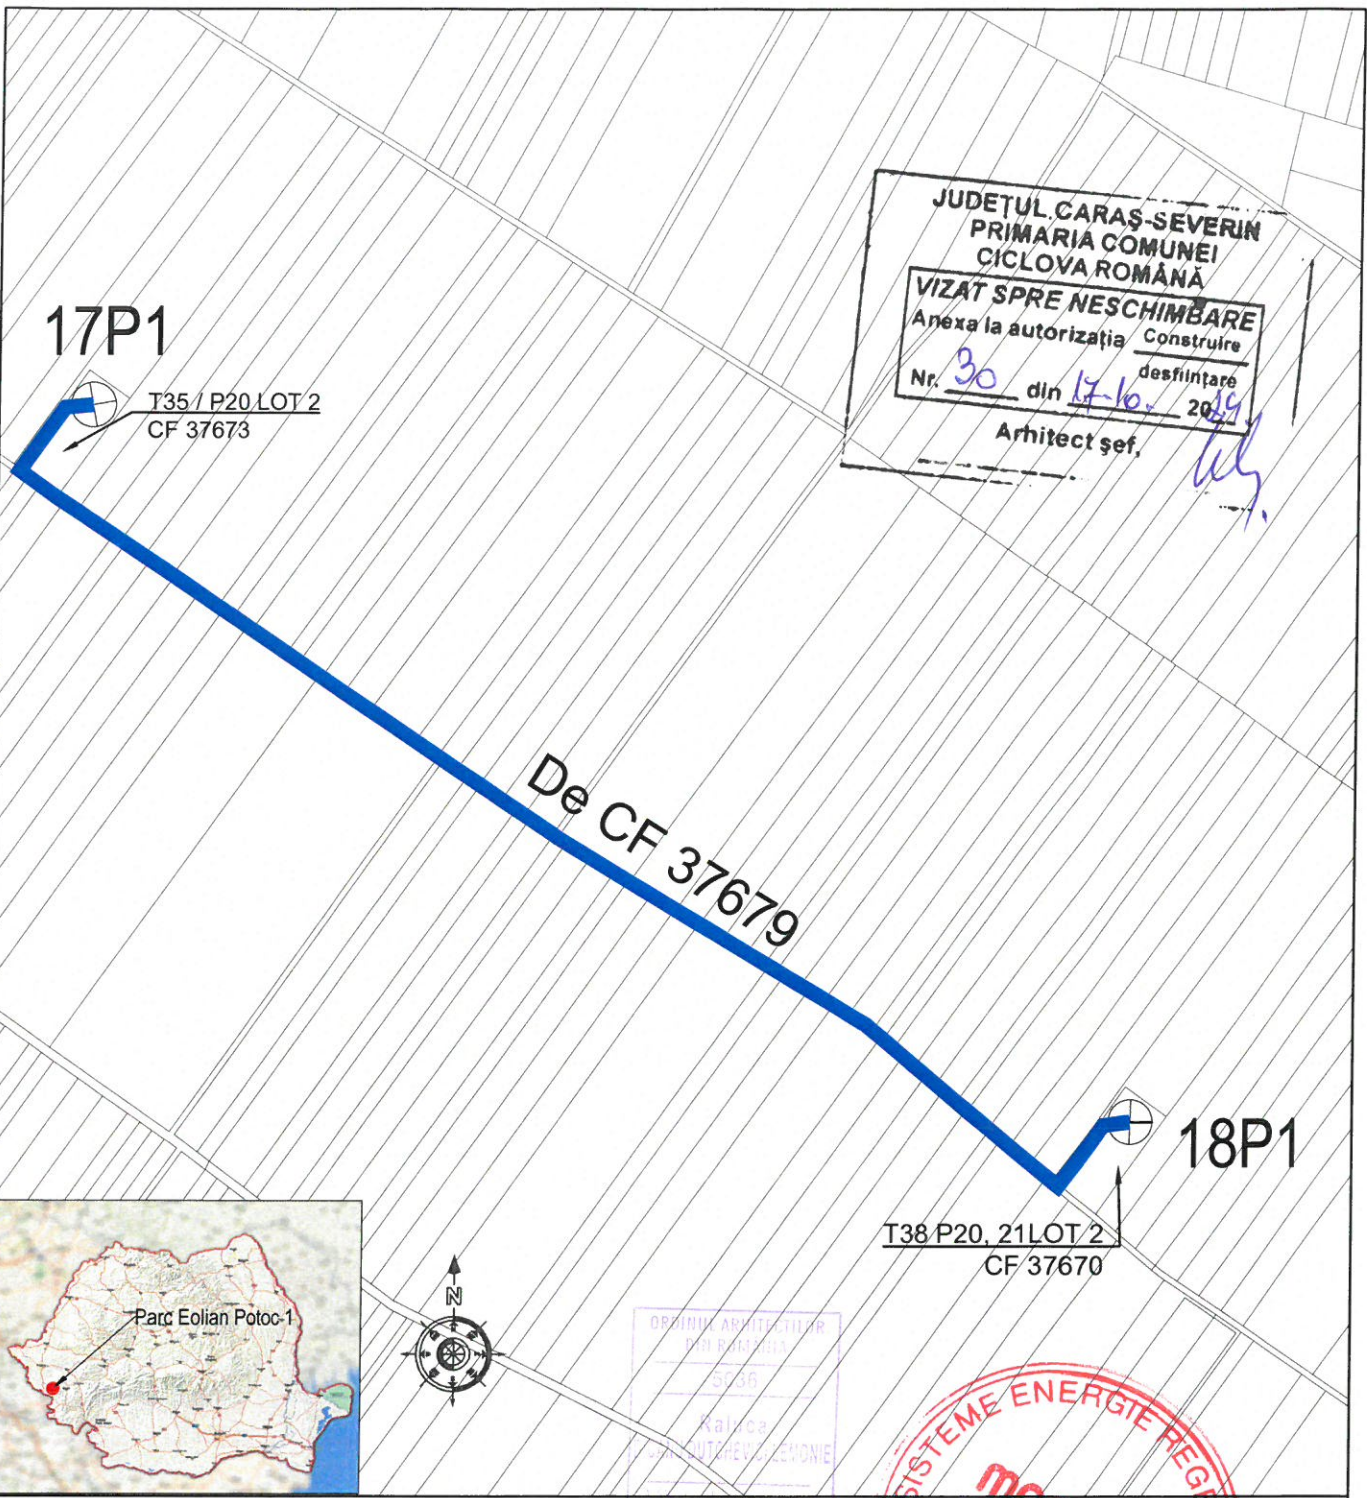 JUDEȚUL CARAȘ-SEVERIN
PRIMARIA COMUNEI
CICLOVA ROMÂNĂ
VIZAT SPRE NESCHIMBARE
Anexa la autorizația Construire
desființare
Nr. 30 din 17-10. 20
Arhitect șef,
17P1
T35 / P20 LOT 2
CF 37673
De CF 37679
18P1
T38 P20, 21LOT 2
CF 37670
Parc Eolian Potoc-1
N
ORDINUL ARHITECTILOR
DIN ROMÂNIA
Raluca
SISTEME ENERGIE REG